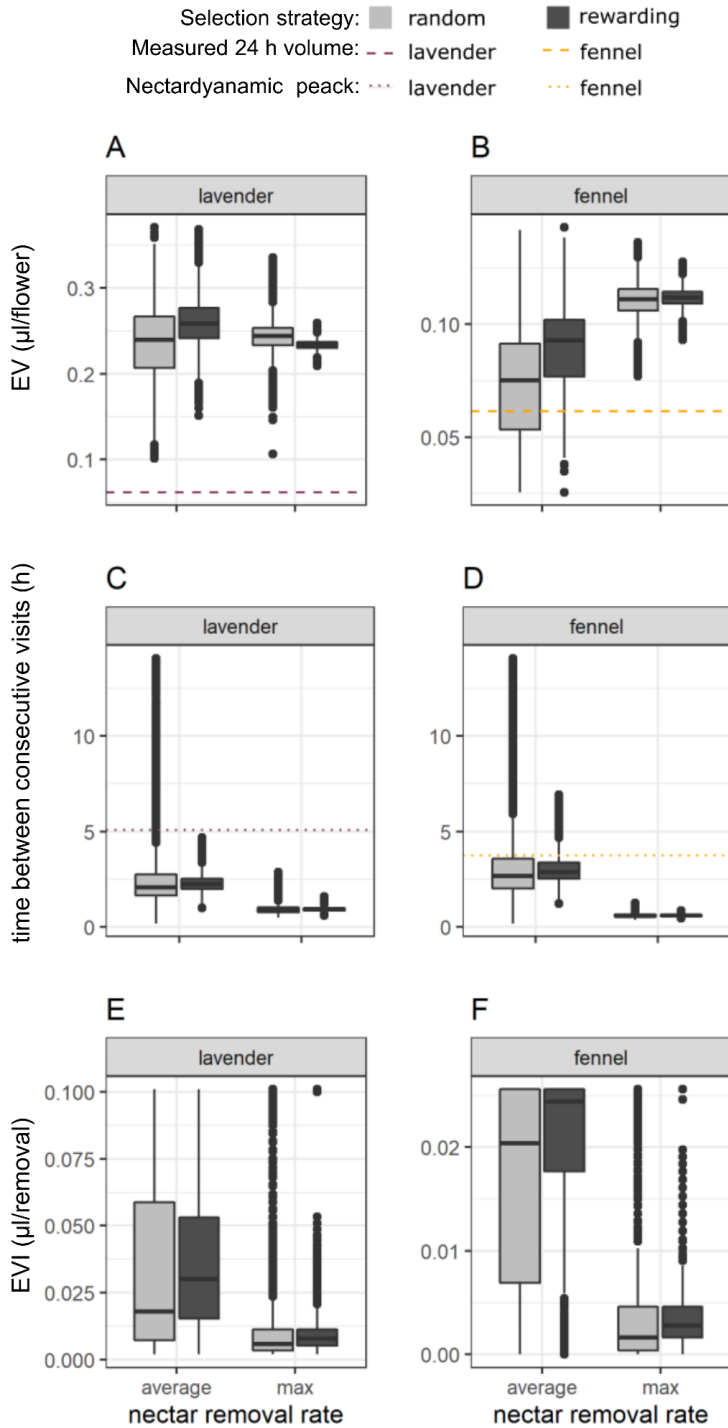 Selection strategy: random rewarding
Measured 24 h volume: lavender fennel
Nectardyanamic peack: lavender fennel
A B
lavender fennel
EV (µl/flower)
0.3
0.2
0.1
0.10
0.05
C D
lavender fennel
time between consecutive visits (h)
10
5
0
10
5
0
E F
lavender fennel
EVI (µl/removal)
0.100
0.075
0.050
0.025
0.000
0.02
0.01
0.00
average max average max
nectar removal rate nectar removal rate